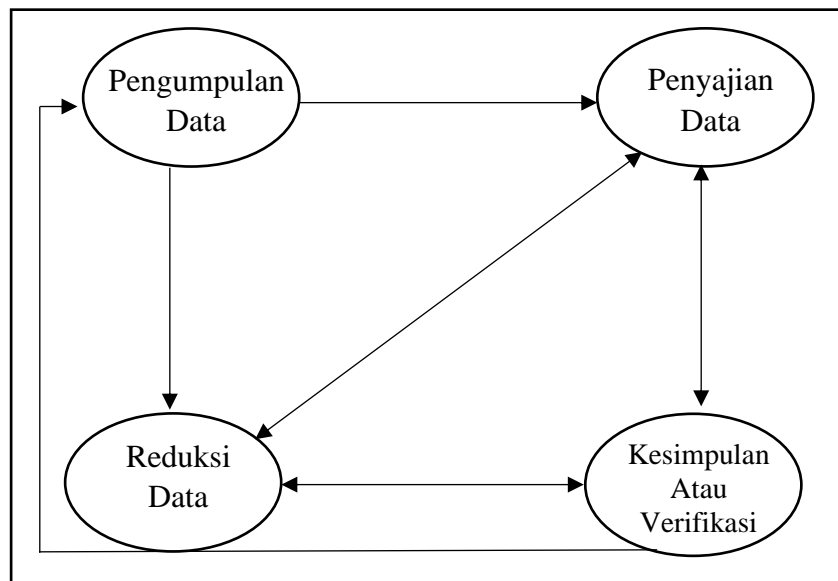 Pengumpulan
Data
Penyajian
Data
Reduksi
Data
Kesimpulan
Atau
Verifikasi